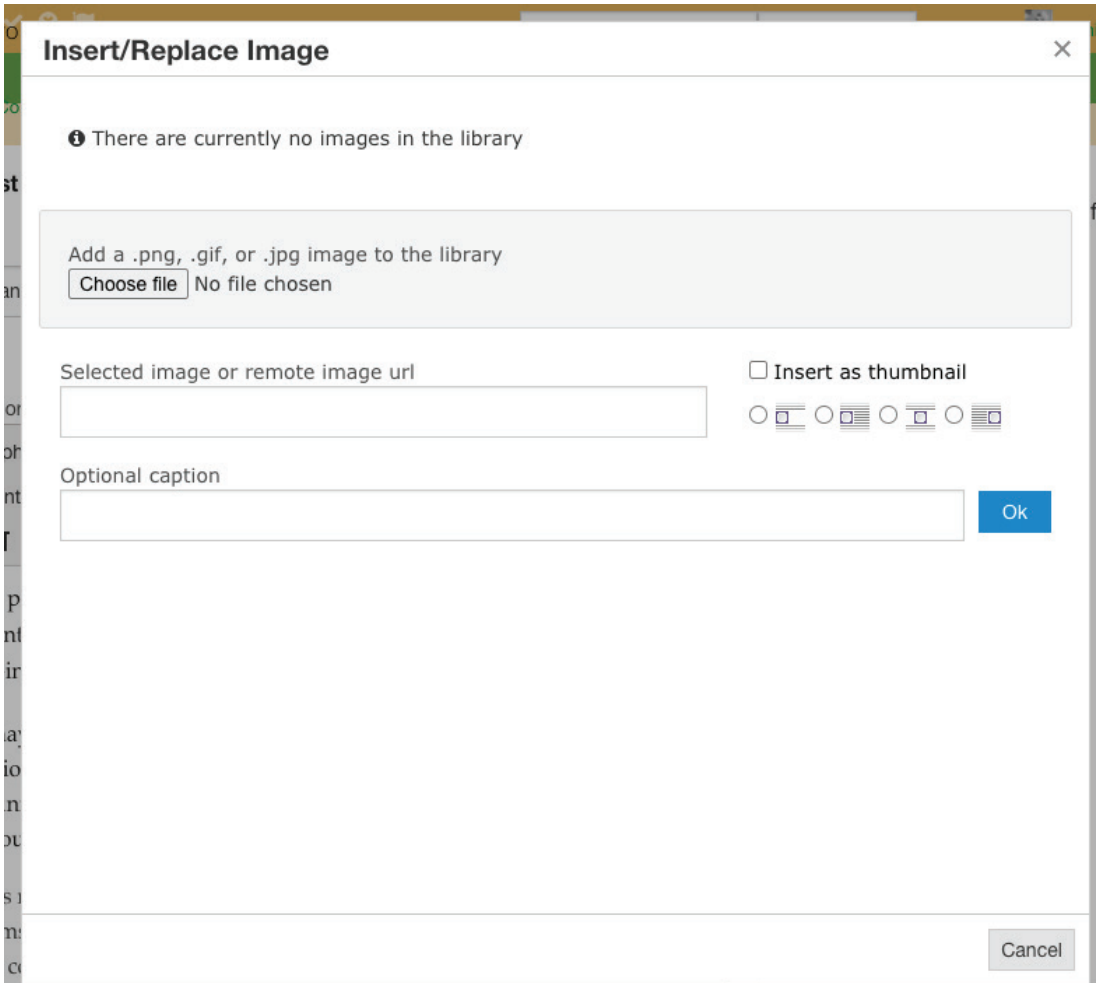 Insert/Replace Image
There are currently no images in the library
Add a .png, .gif, or .jpg image to the library
Choose file No file chosen
Selected image or remote image url
Insert as thumbnail
Optional caption
Ok
Cancel